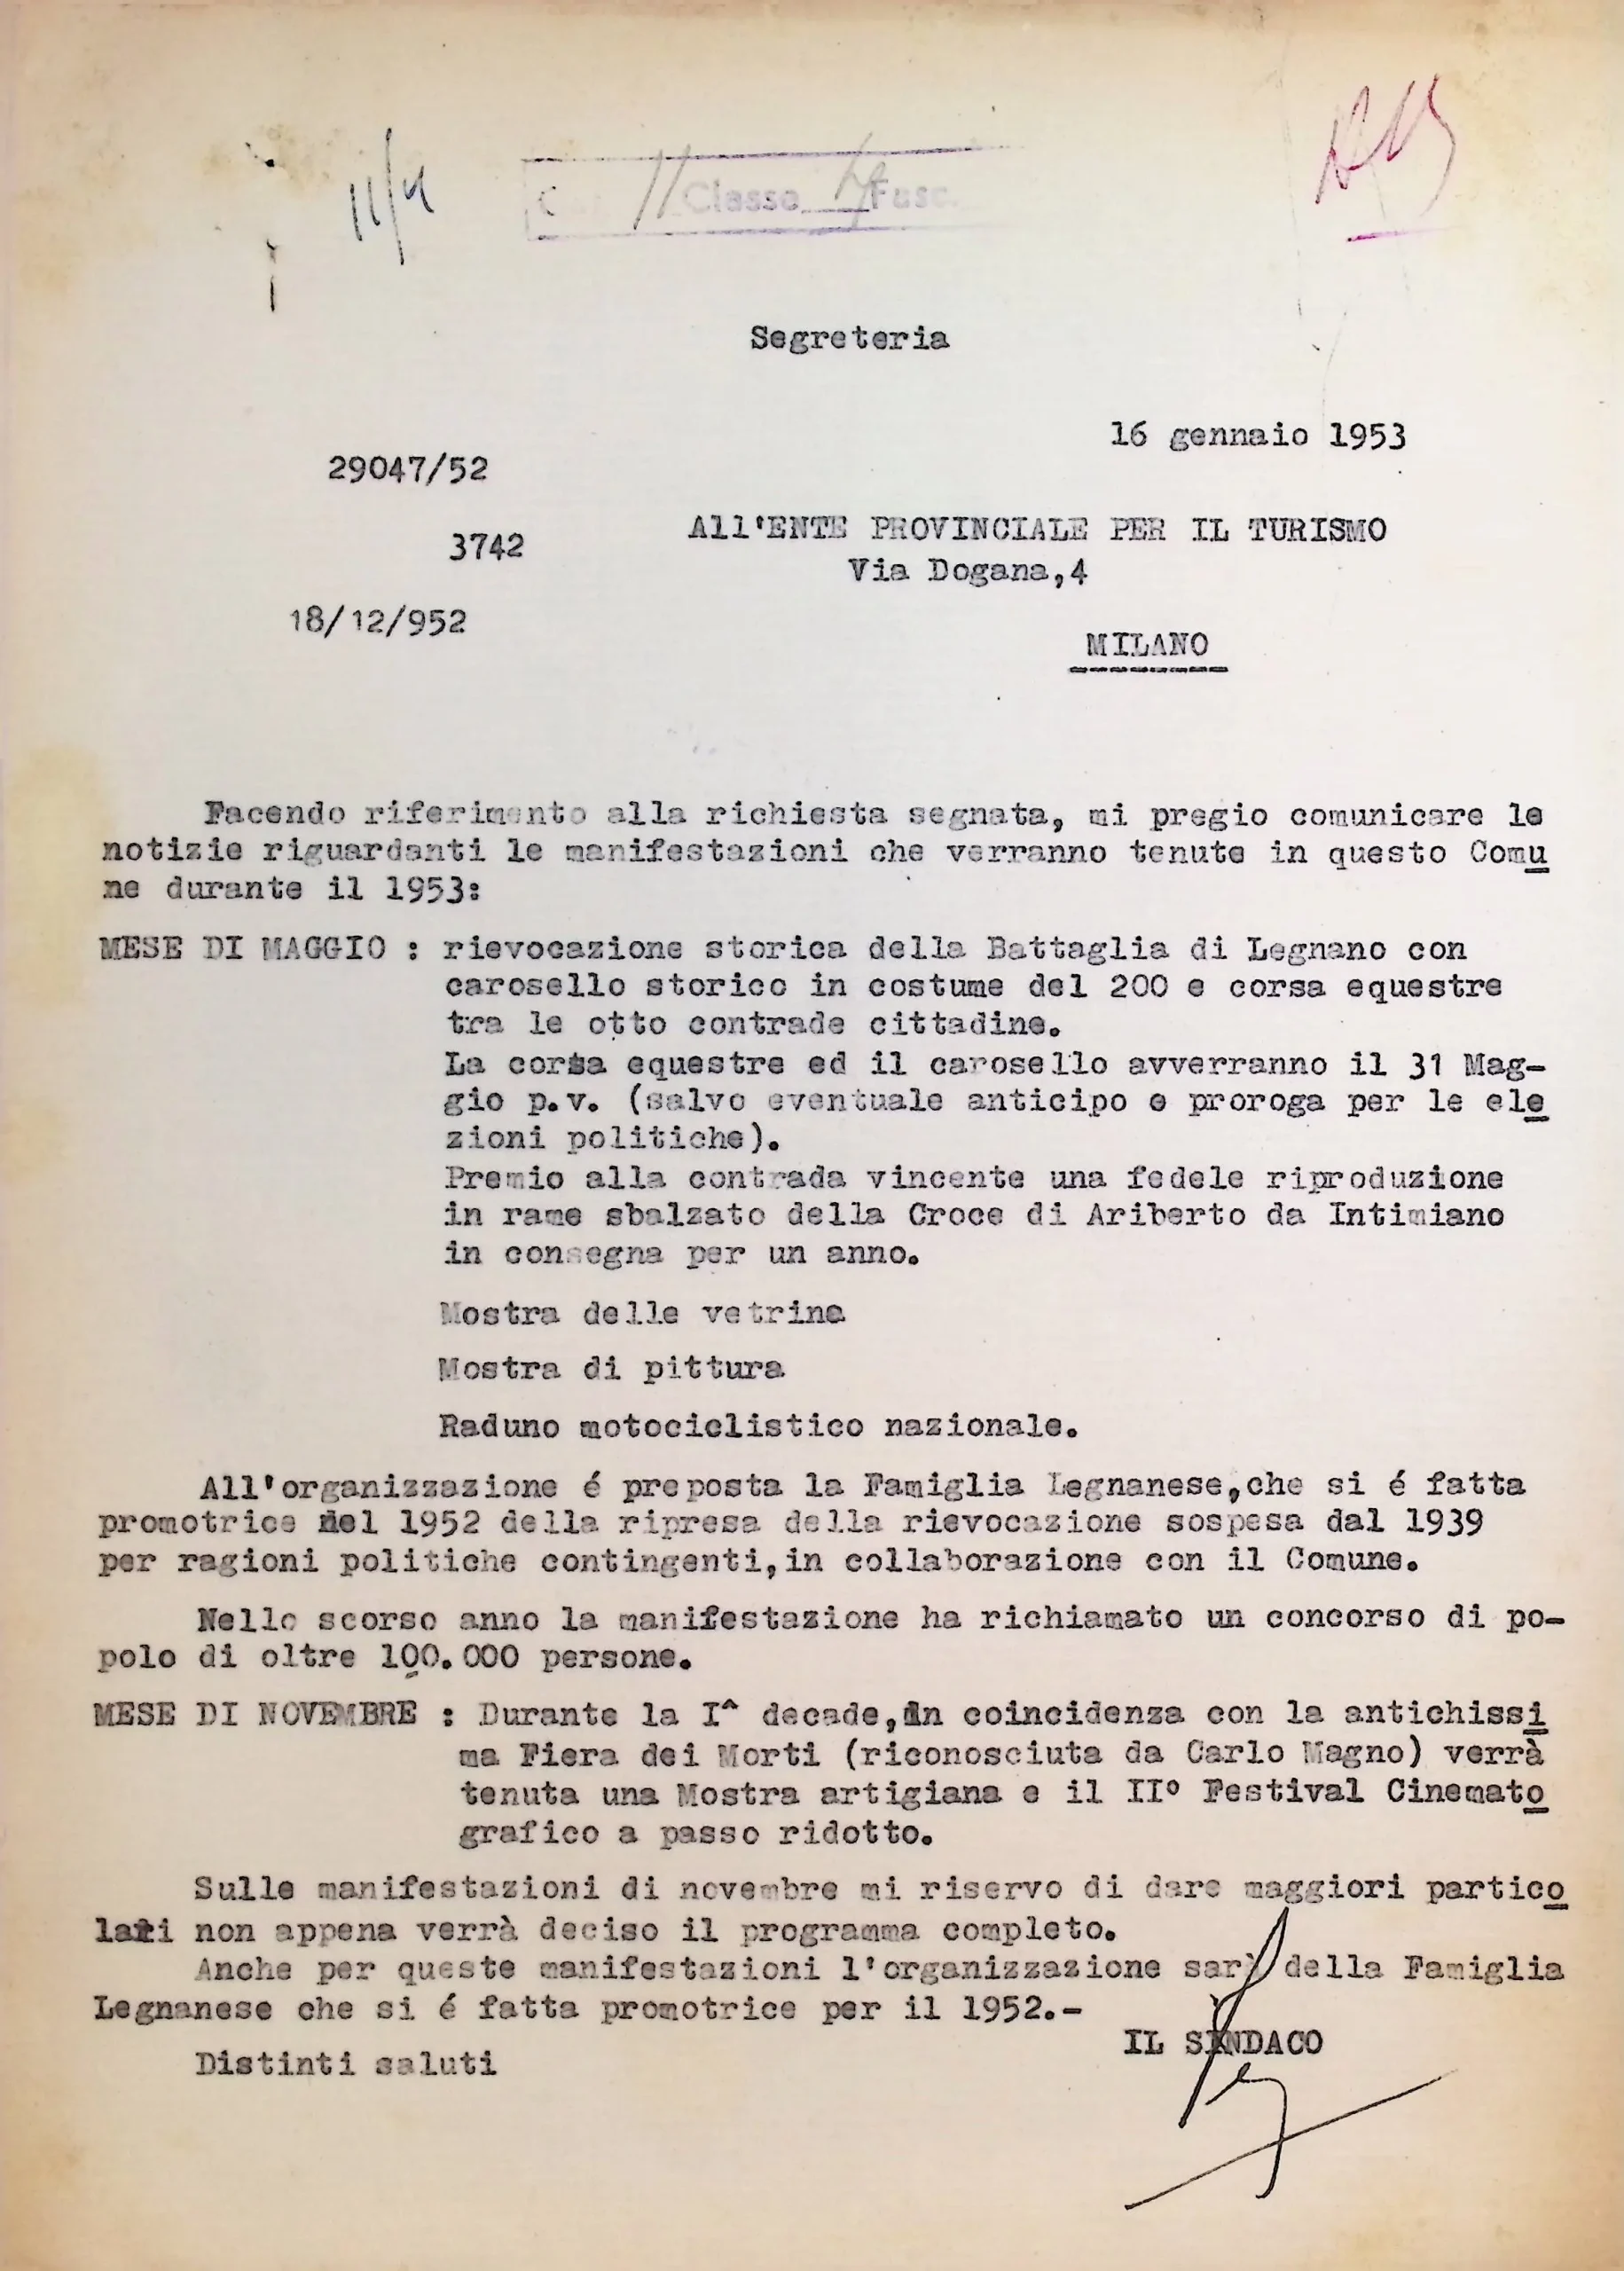 11/4
Classe Fasc.
Segreteria
16 gennaio 1953
29047/52
All'ENTE PROVINCIALE PER IL TURISMO
3742
Via Dogana,4
18/12/952
MILANO
Facendo riferimento alla richiesta segnata, mi pregio comunicare le
notizie riguardanti le manifestazioni che verranno tenute in questo Comu
ne durante il 1953:
MESE DI MAGGIO : rievocazione storica della Battaglia di Legnano con
carosello storico in costume del 200 e corsa equestre
tra le otto contrade cittadine.
La corsa equestre ed il carosello avverranno il 31 Mag-
gio p.v. (salvo eventuale anticipo o proroga per le ele
zioni politiche).
Premio alla contrada vincente una fedele riproduzione
in rame sbalzato della Croce di Ariberto da Intimiano
in consegna per un anno.
Mostra delle vetrine
Mostra di pittura
Raduno motociclistico nazionale.
All'organizzazione é preposta la Famiglia Legnanese,che si é fatta
promotrice nel 1952 della ripresa della rievocazione sospesa dal 1939
per ragioni politiche contingenti,in collaborazione con il Comune.
Nello scorso anno la manifestazione ha richiamato un concorso di po-
polo di oltre 100.000 persone.
MESE DI NOVEMBRE : Durante la I^ decade,in coincidenza con la antichissi
ma Fiera dei Morti (riconosciuta da Carlo Magno) verrà
tenuta una Mostra artigiana e il II° Festival Cinemato
grafico a passo ridotto.
Sulle manifestazioni di novembre mi riservo di dare maggiori partico
lari non appena verrà deciso il programma completo.
Anche per queste manifestazioni l'organizzazione sarà della Famiglia
Legnanese che si é fatta promotrice per il 1952.-
IL SINDACO
Distinti saluti